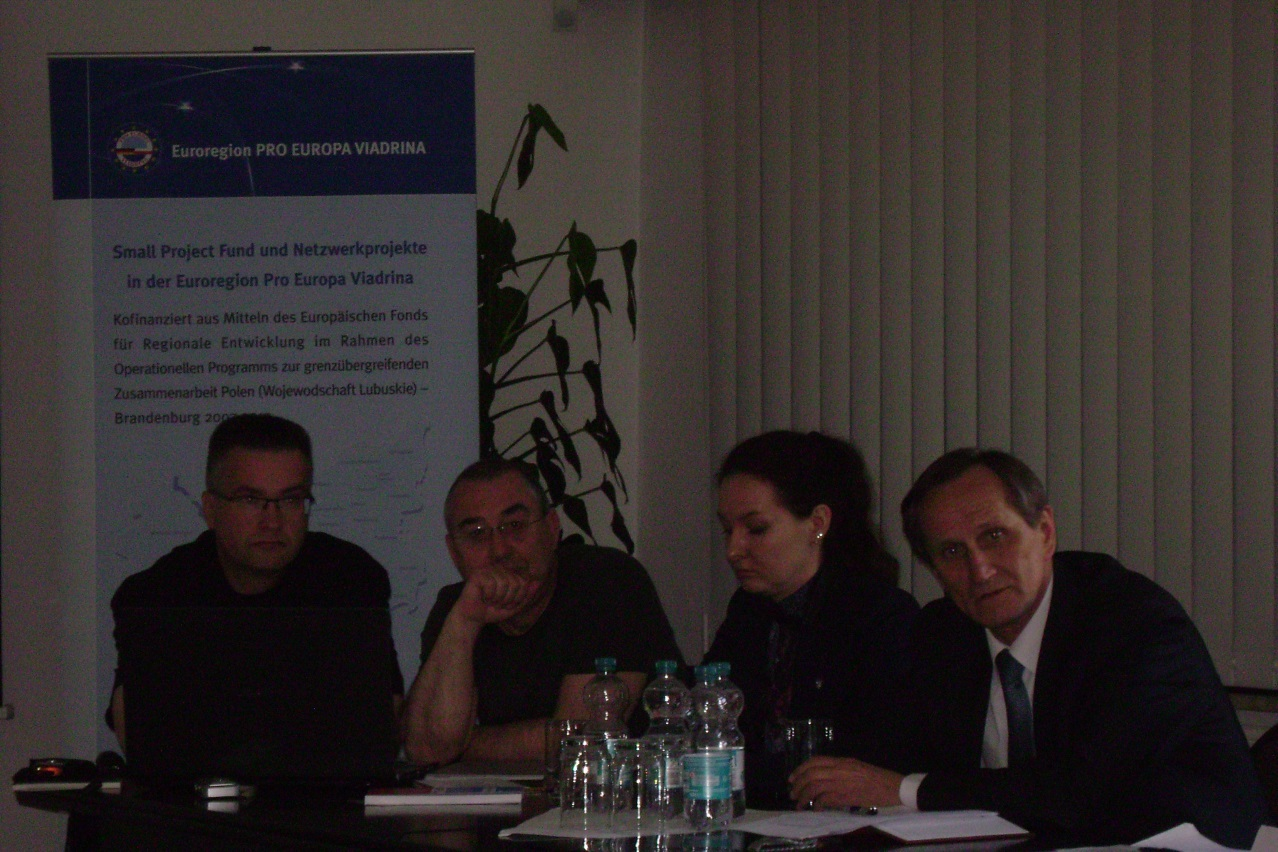 Euroregion PRO EUROPA VIADRINA
Small Project Fund und Netzwerkprojekte
in der Euroregion Pro Europa Viadrina
Kofinanziert aus Mitteln des Europäischen Fonds
für Regionale Entwicklung im Rahmen des
Operationellen Programms zur grenzübergreifenden
Zusammenarbeit Polen (Wojewodschaft Lubuskie) –
Brandenburg